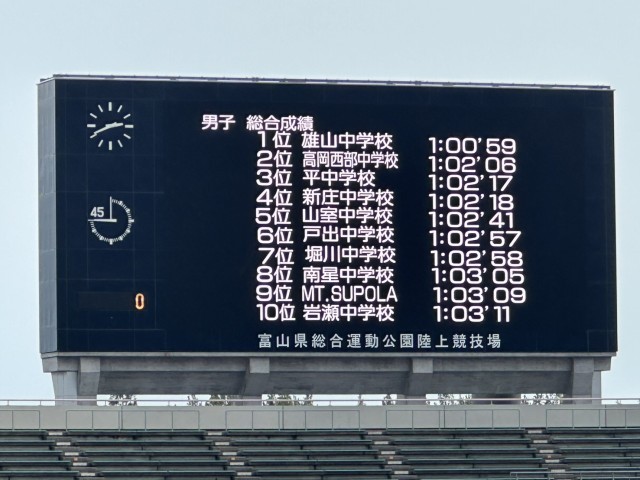 男子 総合成績
1位 雄山中学校 1:00'59
2位 高岡西部中学校 1:02'06
3位 平中学校 1:02'17
4位 新庄中学校 1:02'18
45
5位 山室中学校 1:02'41
6位 戸出中学校 1:02'57
7位 堀川中学校 1:02'58
8位 南星中学校 1:03'05
9位 MT.SUPOLA 1:03'09
0
10位 岩瀬中学校 1:03'11
富山県総合運動公園陸上競技場